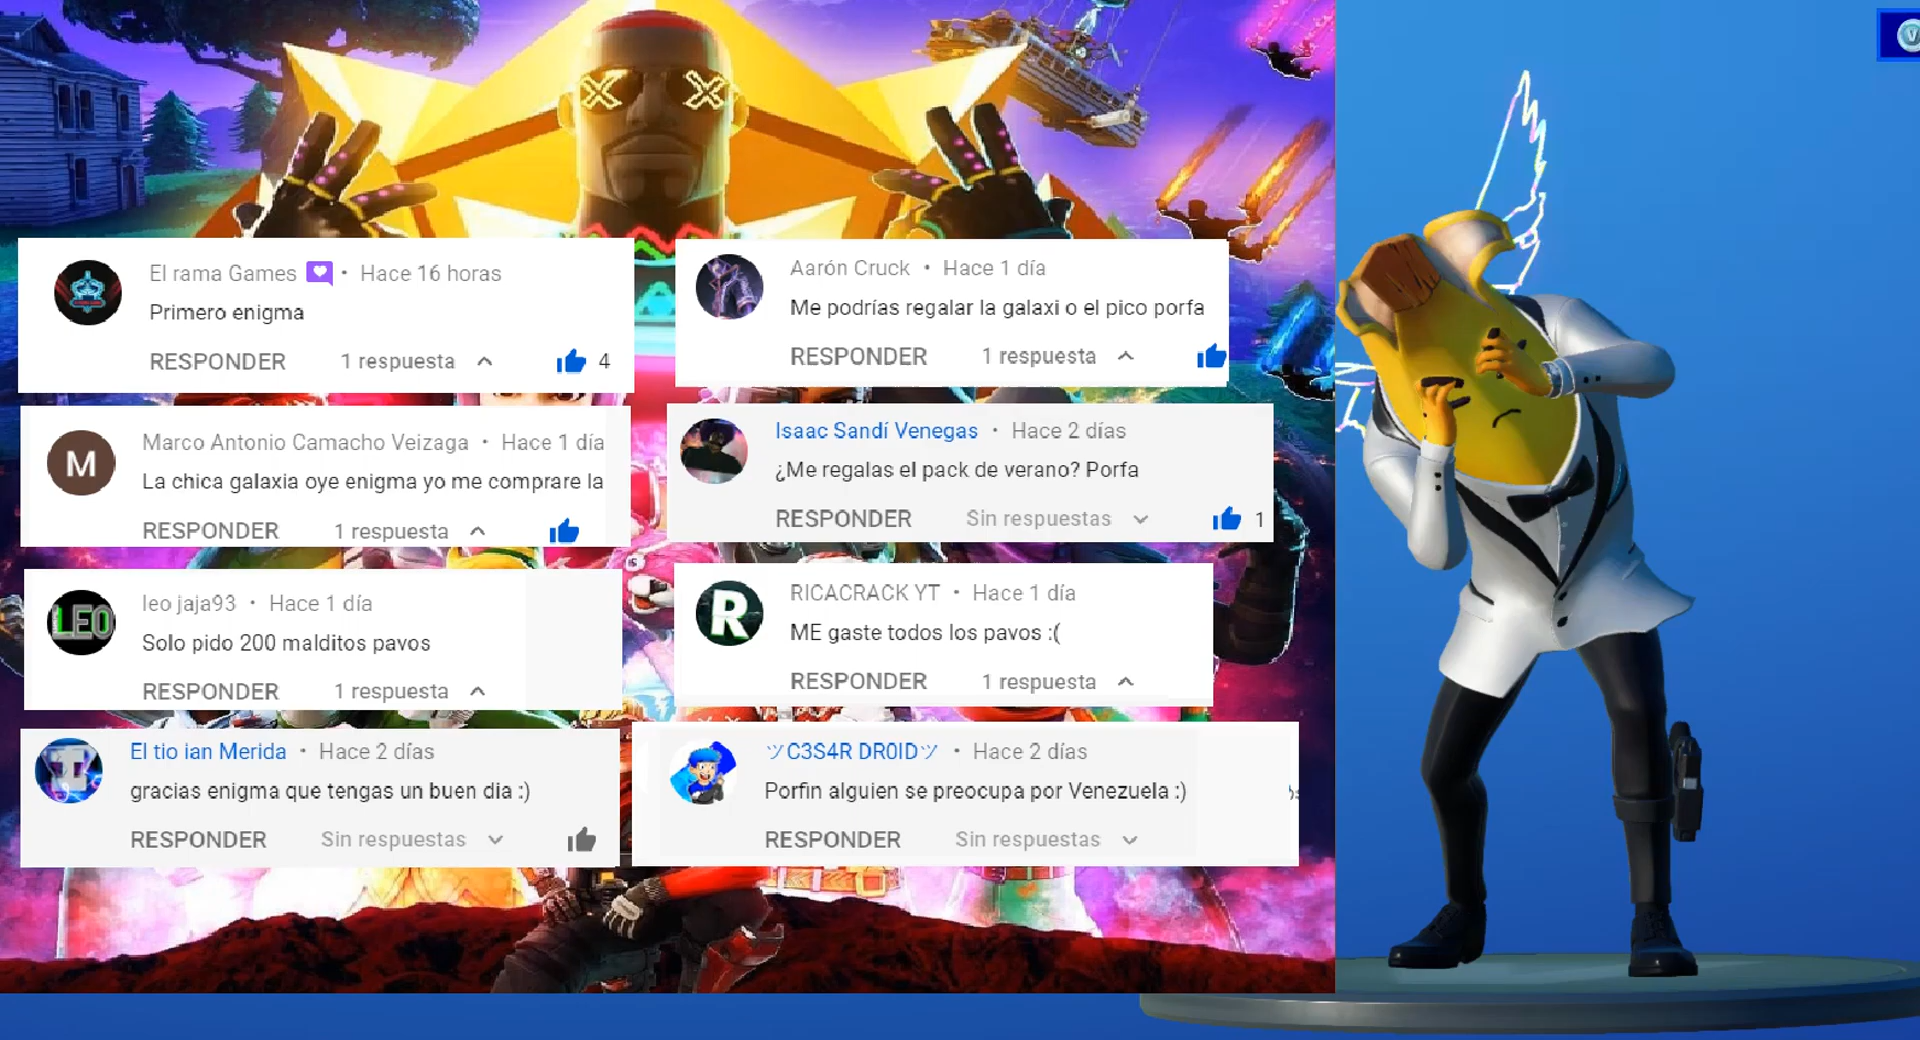 El rama Games • Hace 16 horas
Primero enigma
RESPONDER 1 respuesta 4
Aarón Cruck • Hace 1 día
Me podrías regalar la galaxi o el pico porfa
RESPONDER 1 respuesta
M
Marco Antonio Camacho Veizaga • Hace 1 día
La chica galaxia oye enigma yo me comprare la
RESPONDER 1 respuesta
Isaac Sandí Venegas • Hace 2 días
¿Me regalas el pack de verano? Porfa
RESPONDER Sin respuestas 1
LEO
leo jaja93 • Hace 1 día
Solo pido 200 malditos pavos
RESPONDER 1 respuesta
R
RICACRACK YT • Hace 1 día
ME gaste todos los pavos :(
RESPONDER 1 respuesta
El tio ian Merida • Hace 2 días
gracias enigma que tengas un buen dia :)
RESPONDER Sin respuestas
ツC3S4R DR0IDツ • Hace 2 días
Porfin alguien se preocupa por Venezuela :)
RESPONDER Sin respuestas
V